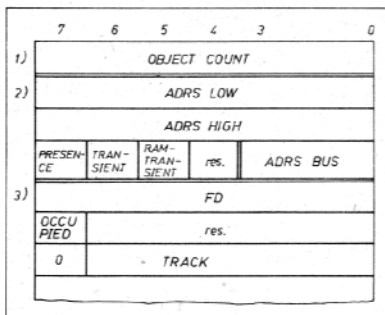 7 6 5 4 3 0
1) OBJECT COUNT
2) ADRS LOW
ADRS HIGH
PRESEN-
CE
TRAN-
SIENT
RAM-
TRAN-
SIENT
res.
ADRS BUS
3) FD
OCCU
PIED
res.
0 TRACK